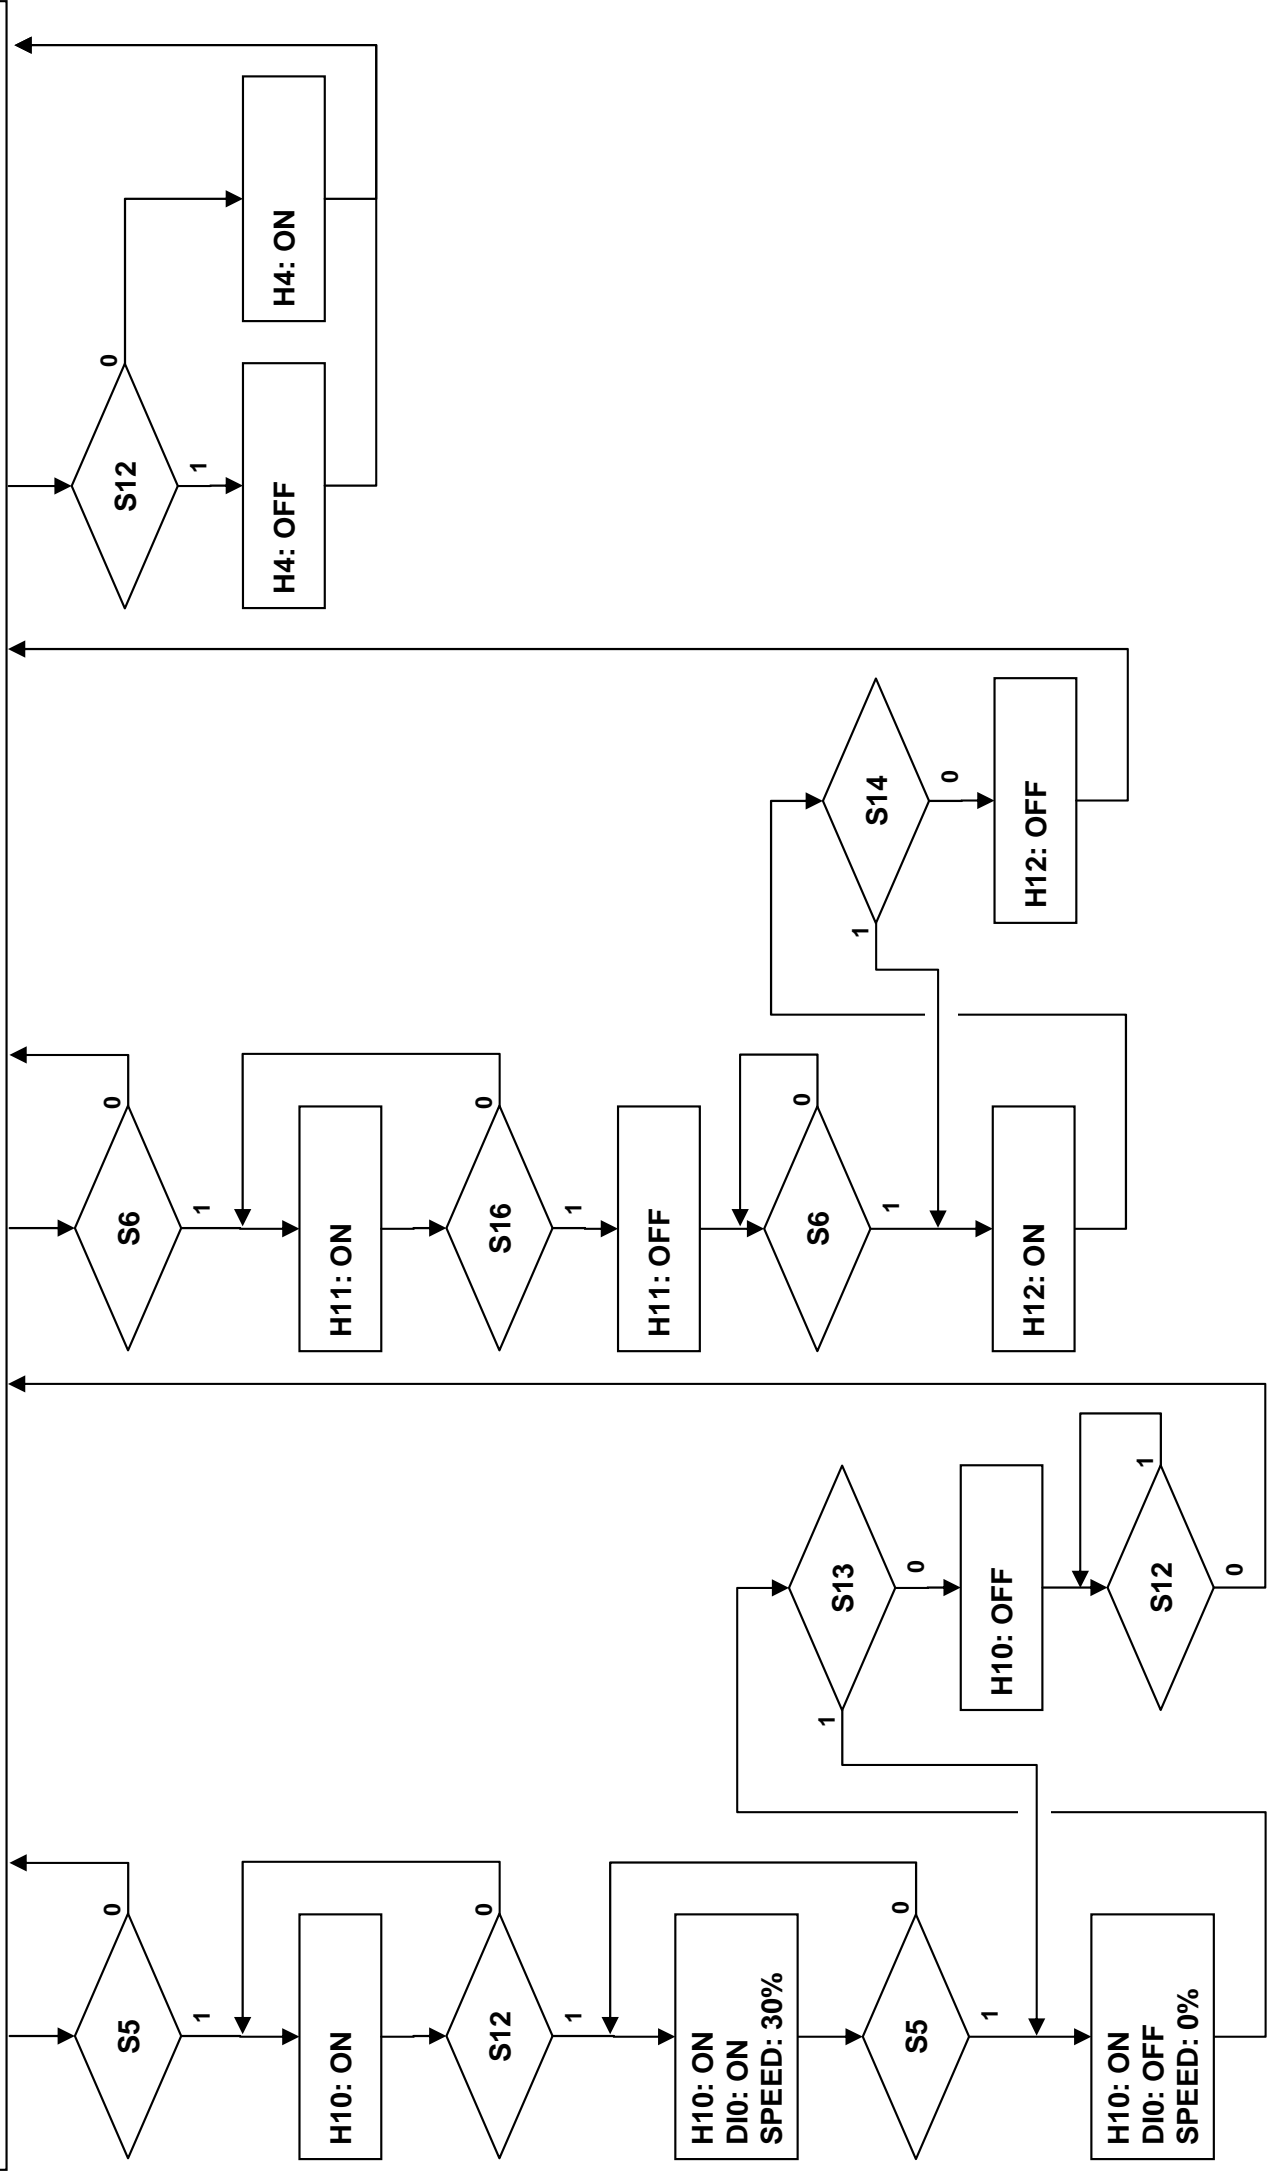 S5
0
1
H10: ON
S12
0
1
H10: ON
DI0: ON
SPEED: 30%
S5
0
1
H10: ON
DI0: OFF
SPEED: 0%
S13
1
0
H10: OFF
S12
1
0
S6
0
1
H11: ON
S16
0
1
H11: OFF
S6
0
1
H12: ON
S14
1
0
H12: OFF
S12
0
1
H4: OFF
H4: ON